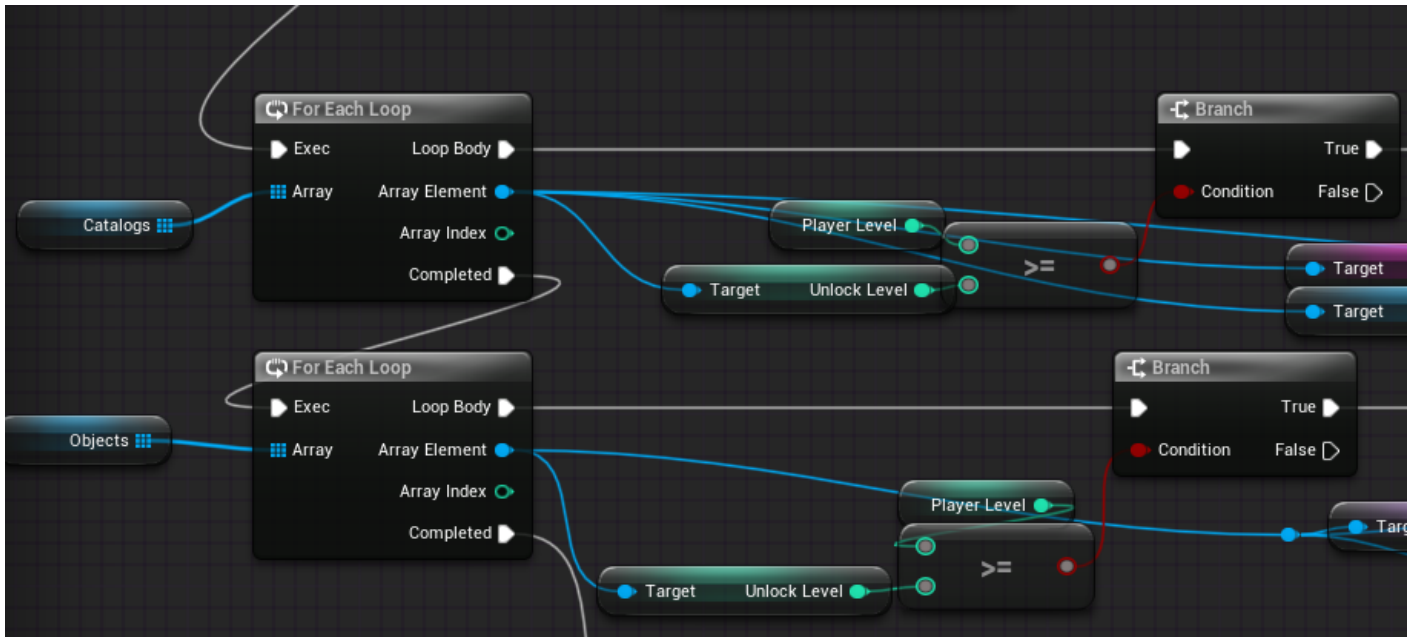 For Each Loop
Exec
Loop Body
Array
Array Element
Array Index
Completed
Catalogs
Player Level
>=
Target
Unlock Level
Branch
True
Condition
False
Target
Target
For Each Loop
Exec
Loop Body
Array
Array Element
Array Index
Completed
Objects
Player Level
>=
Target
Unlock Level
Branch
True
Condition
False
Targ